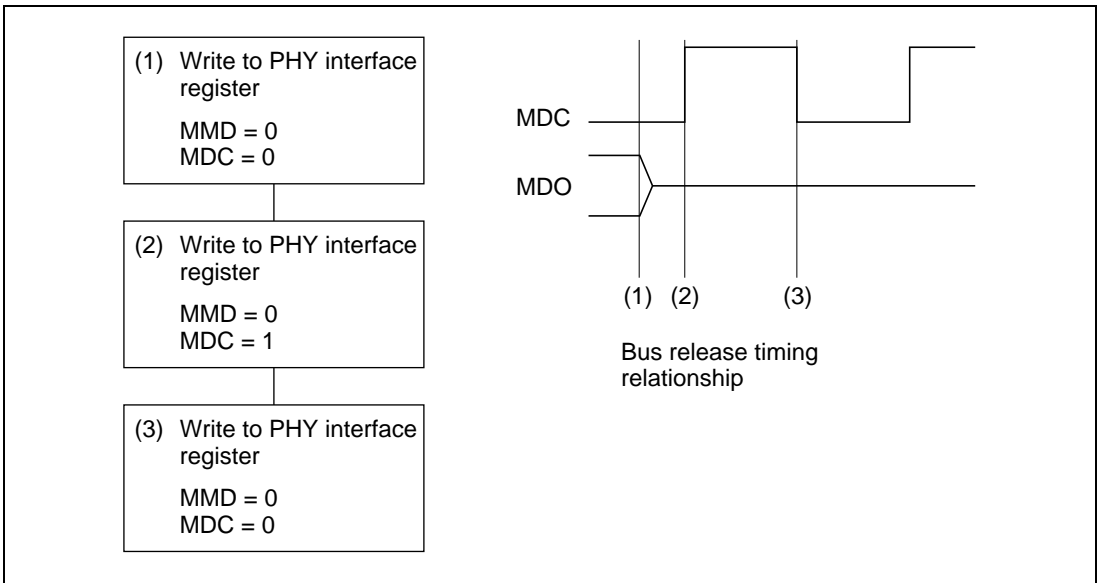 (1) Write to PHY interface
register
MMD = 0
MDC = 0
(2) Write to PHY interface
register
MMD = 0
MDC = 1
(3) Write to PHY interface
register
MMD = 0
MDC = 0
MDC
MDO
(1) (2) (3)
Bus release timing
relationship